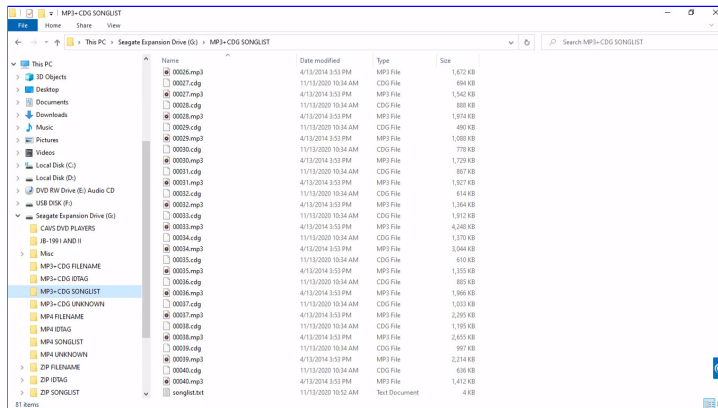 MP3+CDG SONGLIST
File Home Share View
This PC > Seagate Expansion Drive (G:) > MP3+CDG SONGLIST
Search MP3+CDG SONGLIST
This PC
3D Objects
Desktop
Documents
Downloads
Music
Pictures
Videos
Local Disk (C:)
Local Disk (D:)
DVD RW Drive (E:) Audio CD
USB DISK (F:)
Seagate Expansion Drive (G:)
CAVS DVD PLAYERS
JB-199 I AND II
Misc
MP3+CDG FILENAME
MP3+CDG IDTAG
MP3+CDG SONGLIST
MP3+CDG UNKNOWN
MP4 FILENAME
MP4 IDTAG
MP4 SONGLIST
MP4 UNKNOWN
ZIP FILENAME
ZIP IDTAG
ZIP SONGLIST
Name Date modified Type Size
00026.mp3 4/13/2014 3:53 PM MP3 File 1,672 KB
00027.cdg 11/13/2020 10:34 AM CDG File 694 KB
00027.mp3 4/13/2014 3:53 PM MP3 File 1,542 KB
00028.cdg 11/13/2020 10:34 AM CDG File 888 KB
00028.mp3 4/13/2014 3:53 PM MP3 File 1,974 KB
00029.cdg 11/13/2020 10:34 AM CDG File 490 KB
00029.mp3 4/13/2014 3:53 PM MP3 File 1,088 KB
00030.cdg 11/13/2020 10:34 AM CDG File 778 KB
00030.mp3 4/13/2014 3:53 PM MP3 File 1,729 KB
00031.cdg 11/13/2020 10:34 AM CDG File 867 KB
00031.mp3 4/13/2014 3:53 PM MP3 File 1,927 KB
00032.cdg 11/13/2020 10:34 AM CDG File 614 KB
00032.mp3 4/13/2014 3:53 PM MP3 File 1,364 KB
00033.cdg 11/13/2020 10:34 AM CDG File 1,912 KB
00033.mp3 4/13/2014 3:53 PM MP3 File 4,248 KB
00034.cdg 11/13/2020 10:34 AM CDG File 1,370 KB
00034.mp3 4/13/2014 3:53 PM MP3 File 3,044 KB
00035.cdg 11/13/2020 10:34 AM CDG File 610 KB
00035.mp3 4/13/2014 3:53 PM MP3 File 1,355 KB
00036.cdg 11/13/2020 10:34 AM CDG File 885 KB
00036.mp3 4/13/2014 3:53 PM MP3 File 1,966 KB
00037.cdg 11/13/2020 10:34 AM CDG File 1,033 KB
00037.mp3 4/13/2014 3:53 PM MP3 File 2,295 KB
00038.cdg 11/13/2020 10:34 AM CDG File 1,195 KB
00038.mp3 4/13/2014 3:53 PM MP3 File 2,655 KB
00039.cdg 11/13/2020 10:34 AM CDG File 997 KB
00039.mp3 4/13/2014 3:53 PM MP3 File 2,214 KB
00040.cdg 11/13/2020 10:34 AM CDG File 636 KB
00040.mp3 4/13/2014 3:53 PM MP3 File 1,412 KB
songlist.txt 11/13/2020 10:52 AM Text Document 4 KB
81 items